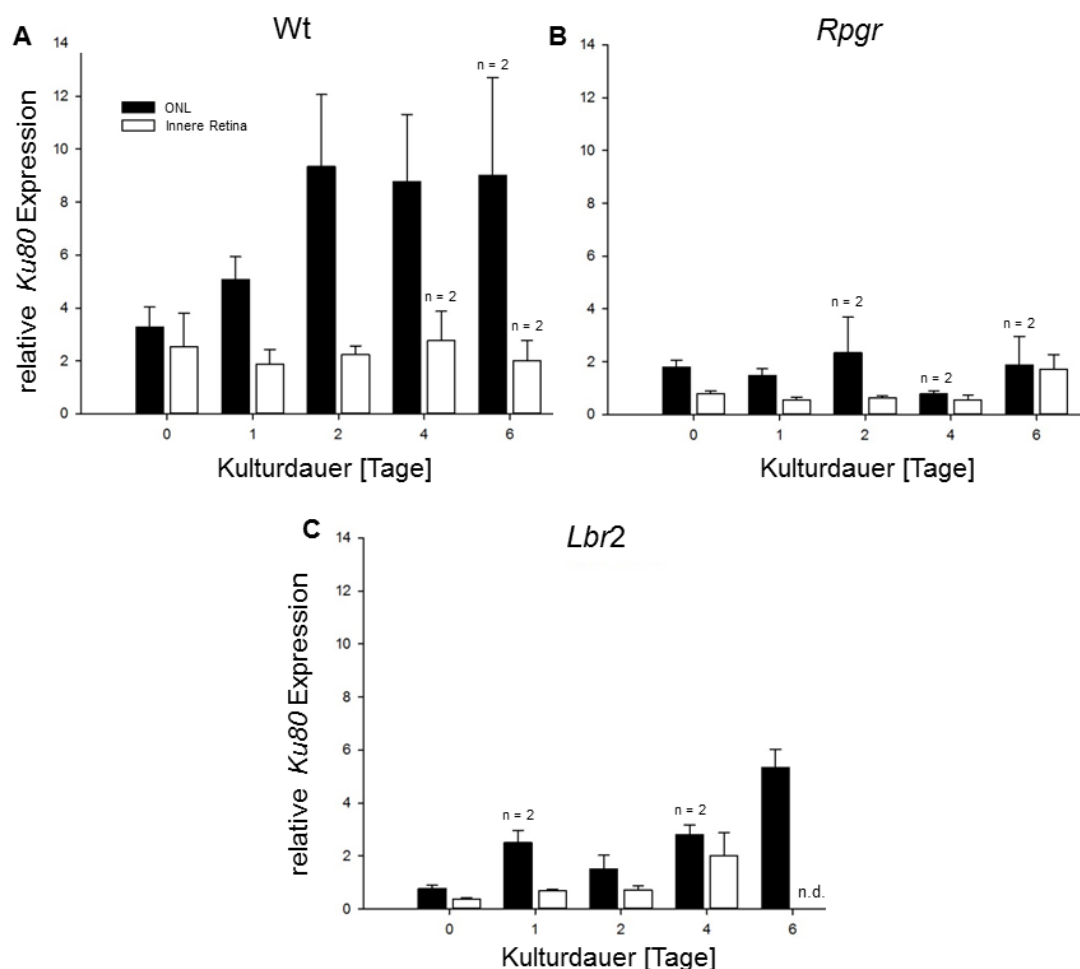 A
Wt
14
12
10
8
6
4
2
0
relative Ku80 Expression
ONL
Innere Retina
n = 2
n = 2
n = 2
0 1 2 4 6
Kulturdauer [Tage]
B
Rpgr
14
12
10
8
6
4
2
0
n = 2
n = 2
n = 2
0 1 2 4 6
Kulturdauer [Tage]
C
Lbr2
14
12
10
8
6
4
2
0
relative Ku80 Expression
n = 2
n = 2
n.d.
0 1 2 4 6
Kulturdauer [Tage]